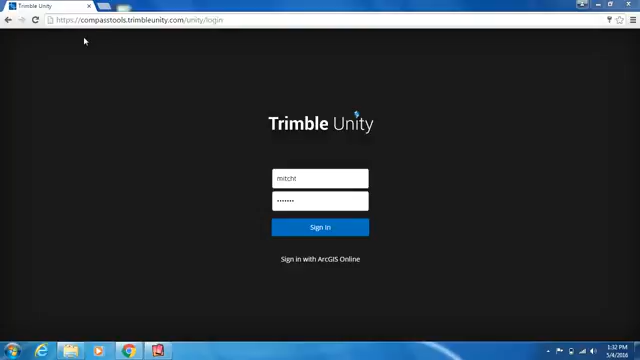 Trimble Unity
https://compasstools.trimbleunity.com/unity/login
Trimble Unity
mitcht
•••••••
Sign In
Sign in with ArcGIS Online
1:32 PM
5/4/2016